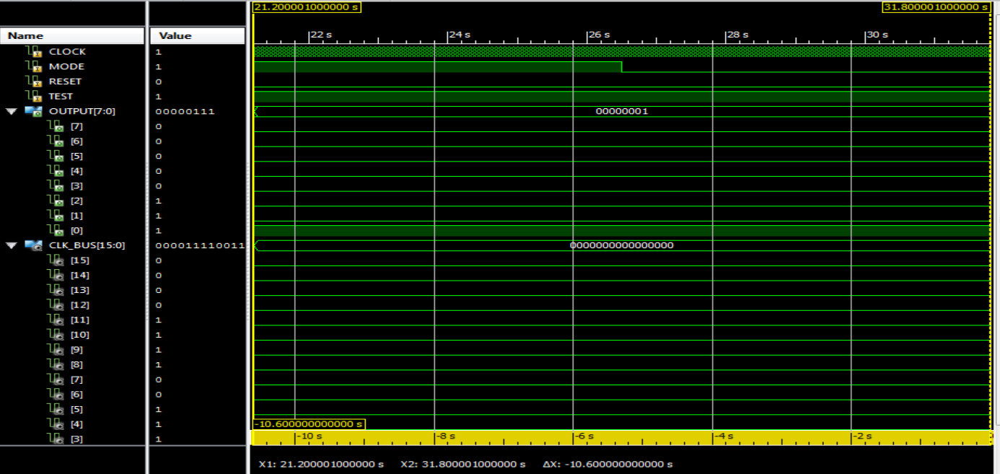 21.200001000000 s 31.800001000000 s
Name Value
22 s 24 s 26 s 28 s 30 s
CLOCK 1
MODE 1
RESET 0
TEST 1
OUTPUT[7:0] 00000111 00000001
[7] 0
[6] 0
[5] 0
[4] 0
[3] 0
[2] 1
[1] 1
[0] 1
CLK_BUS[15:0] 000011110011 0000000000000000
[15] 0
[14] 0
[13] 0
[12] 0
[11] 1
[10] 1
[9] 1
[8] 1
[7] 0
[6] 0
[5] 1
[4] 1
-10.600000000000 s
[3] 1
-10 s -8 s -6 s -4 s -2 s
X1: 21.200001000000 s X2: 31.800001000000 s ΔX: -10.600000000000 s